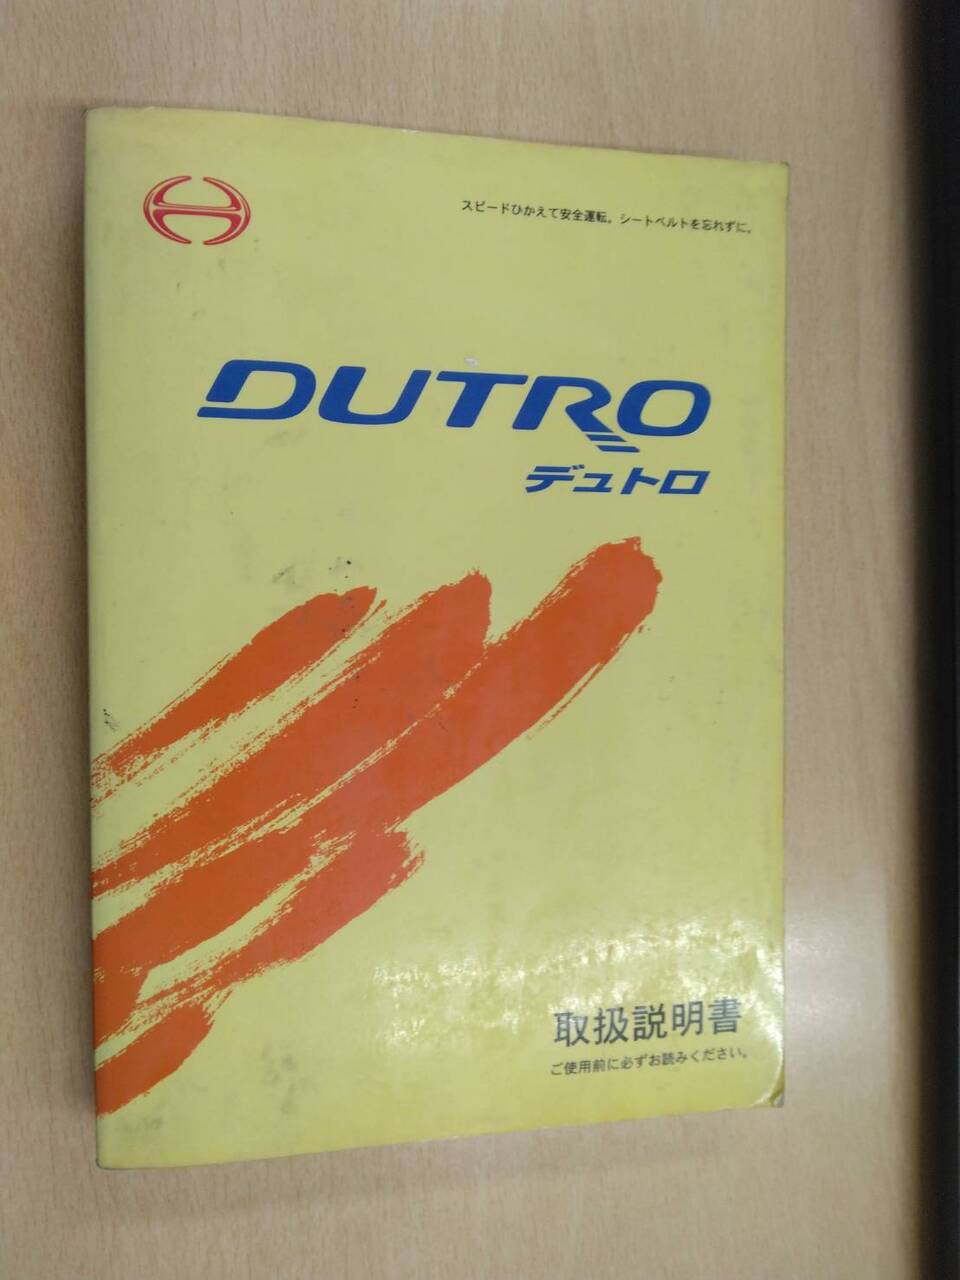 スピードひかえて安全運転。シートベルトを忘れずに。
DUTRO
デュトロ
取扱説明書
ご使用前に必ずお読みください。